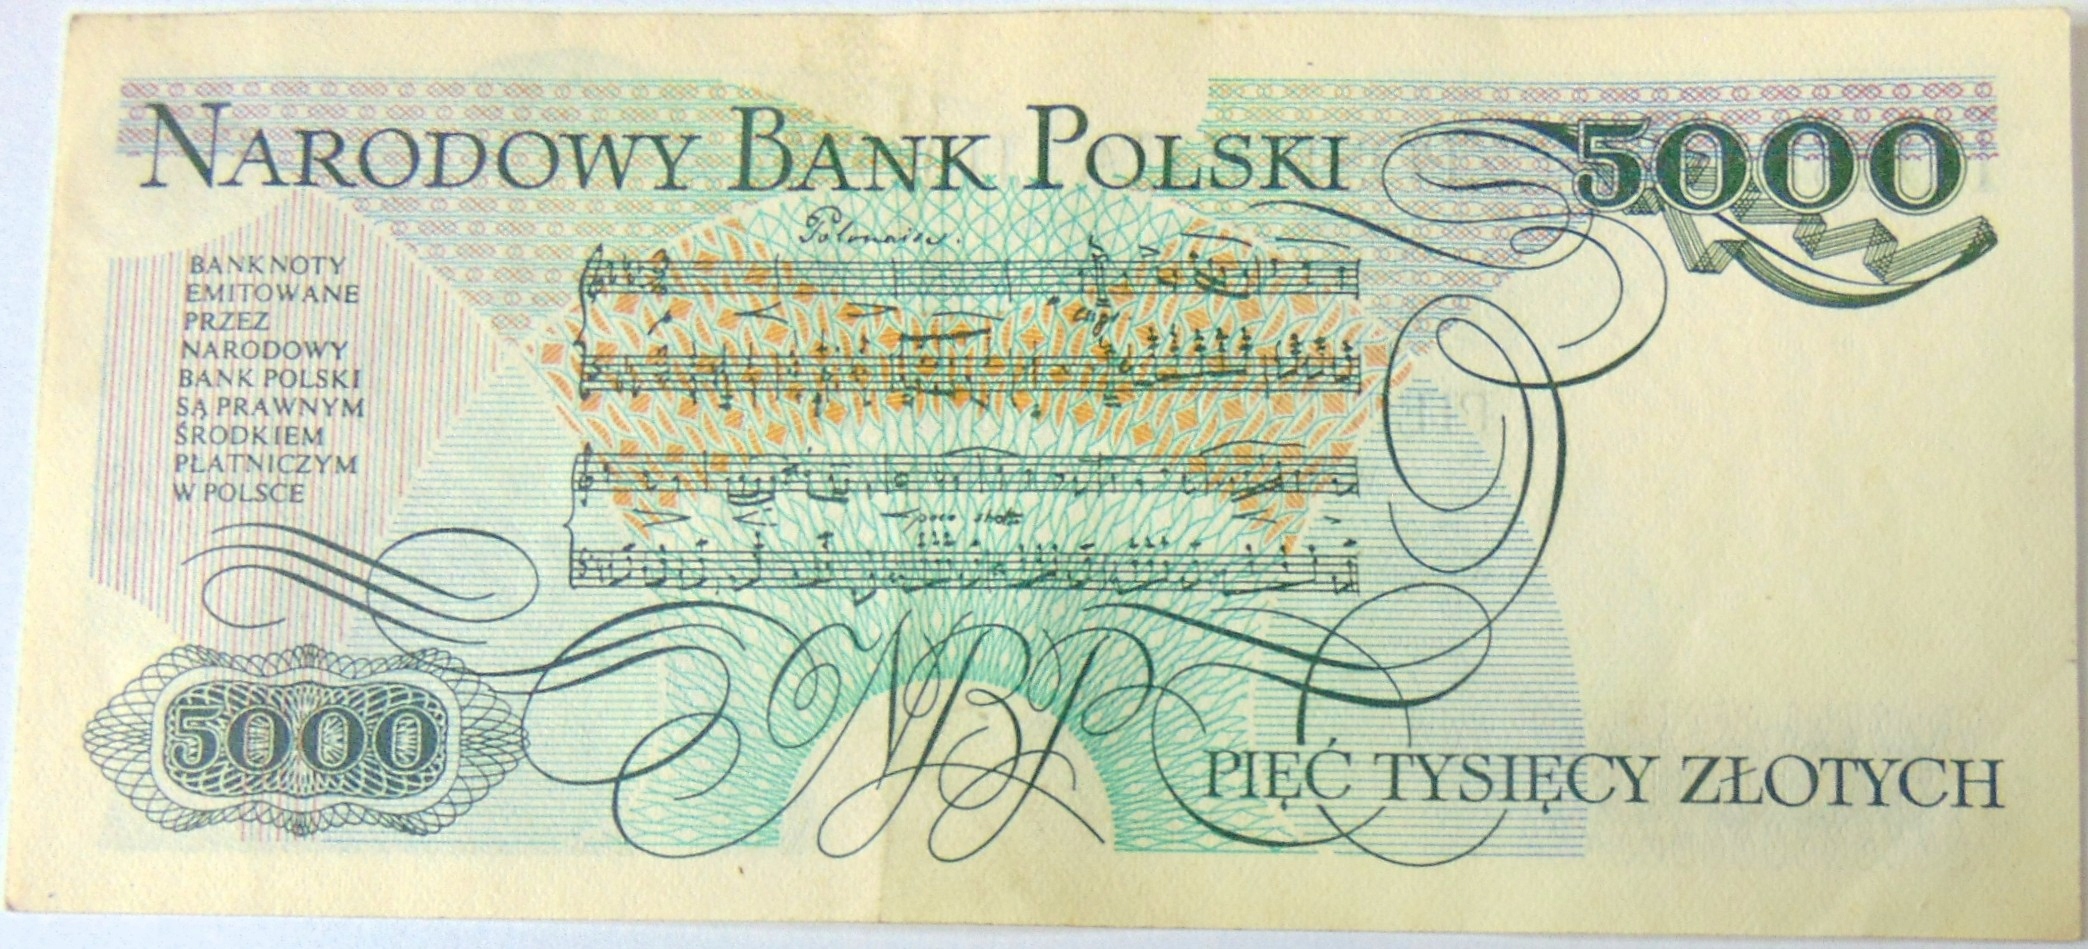 NARODOWY BANK POLSKI
5000
Polonaise.
BANKNOTY
EMITOWANE
PRZEZ
NARODOWY
BANK POLSKI
SĄ PRAWNYM
ŚRODKIEM
PŁATNICZYM
W POLSCE
poco
5000
NBP
PIĘĆ TYSIĘCY ZŁOTYCH